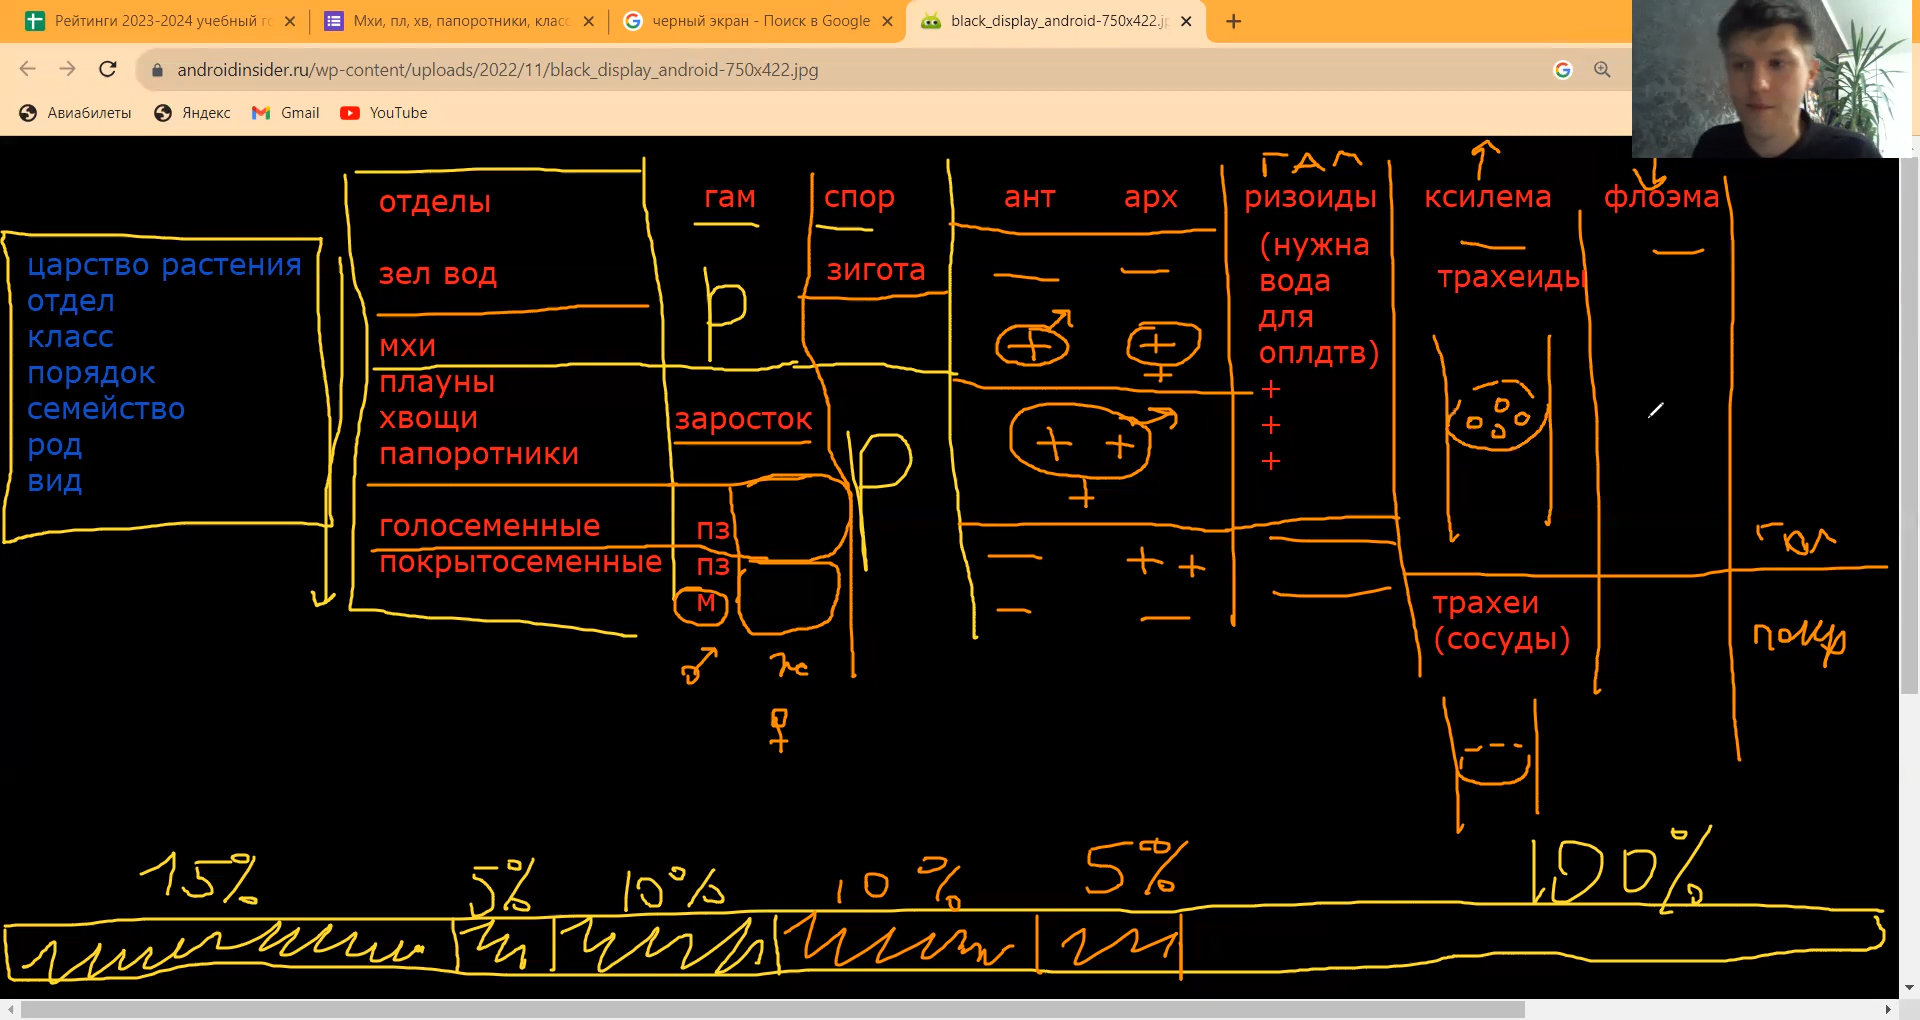 Рейтинги 2023-2024 учебный го
Мхи, пл, хв, папоротники, клас
черный экран - Поиск в Google
black_display_android-750x422.jp
androidinsider.ru/wp-content/uploads/2022/11/black_display_android-750x422.jpg
Авиабилеты
Яндекс
Gmail
YouTube
царство растения
отдел
класс
порядок
семейство
род
вид
отделы
зел вод
мхи
плауны
хвощи
папоротники
голосеменные
покрытосеменные
гам
р
заросток
пз
пз
м
ж
спор
зигота
р
ант
арх
+ +
+
+ +
+
+ +
ризоиды
(нужна
вода
для
оплдтв)
+
+
+
ксилема
трахеиды
трахеи
(сосуды)
флоэма
гол
покр
15%
5%
10%
10%
5%
100%